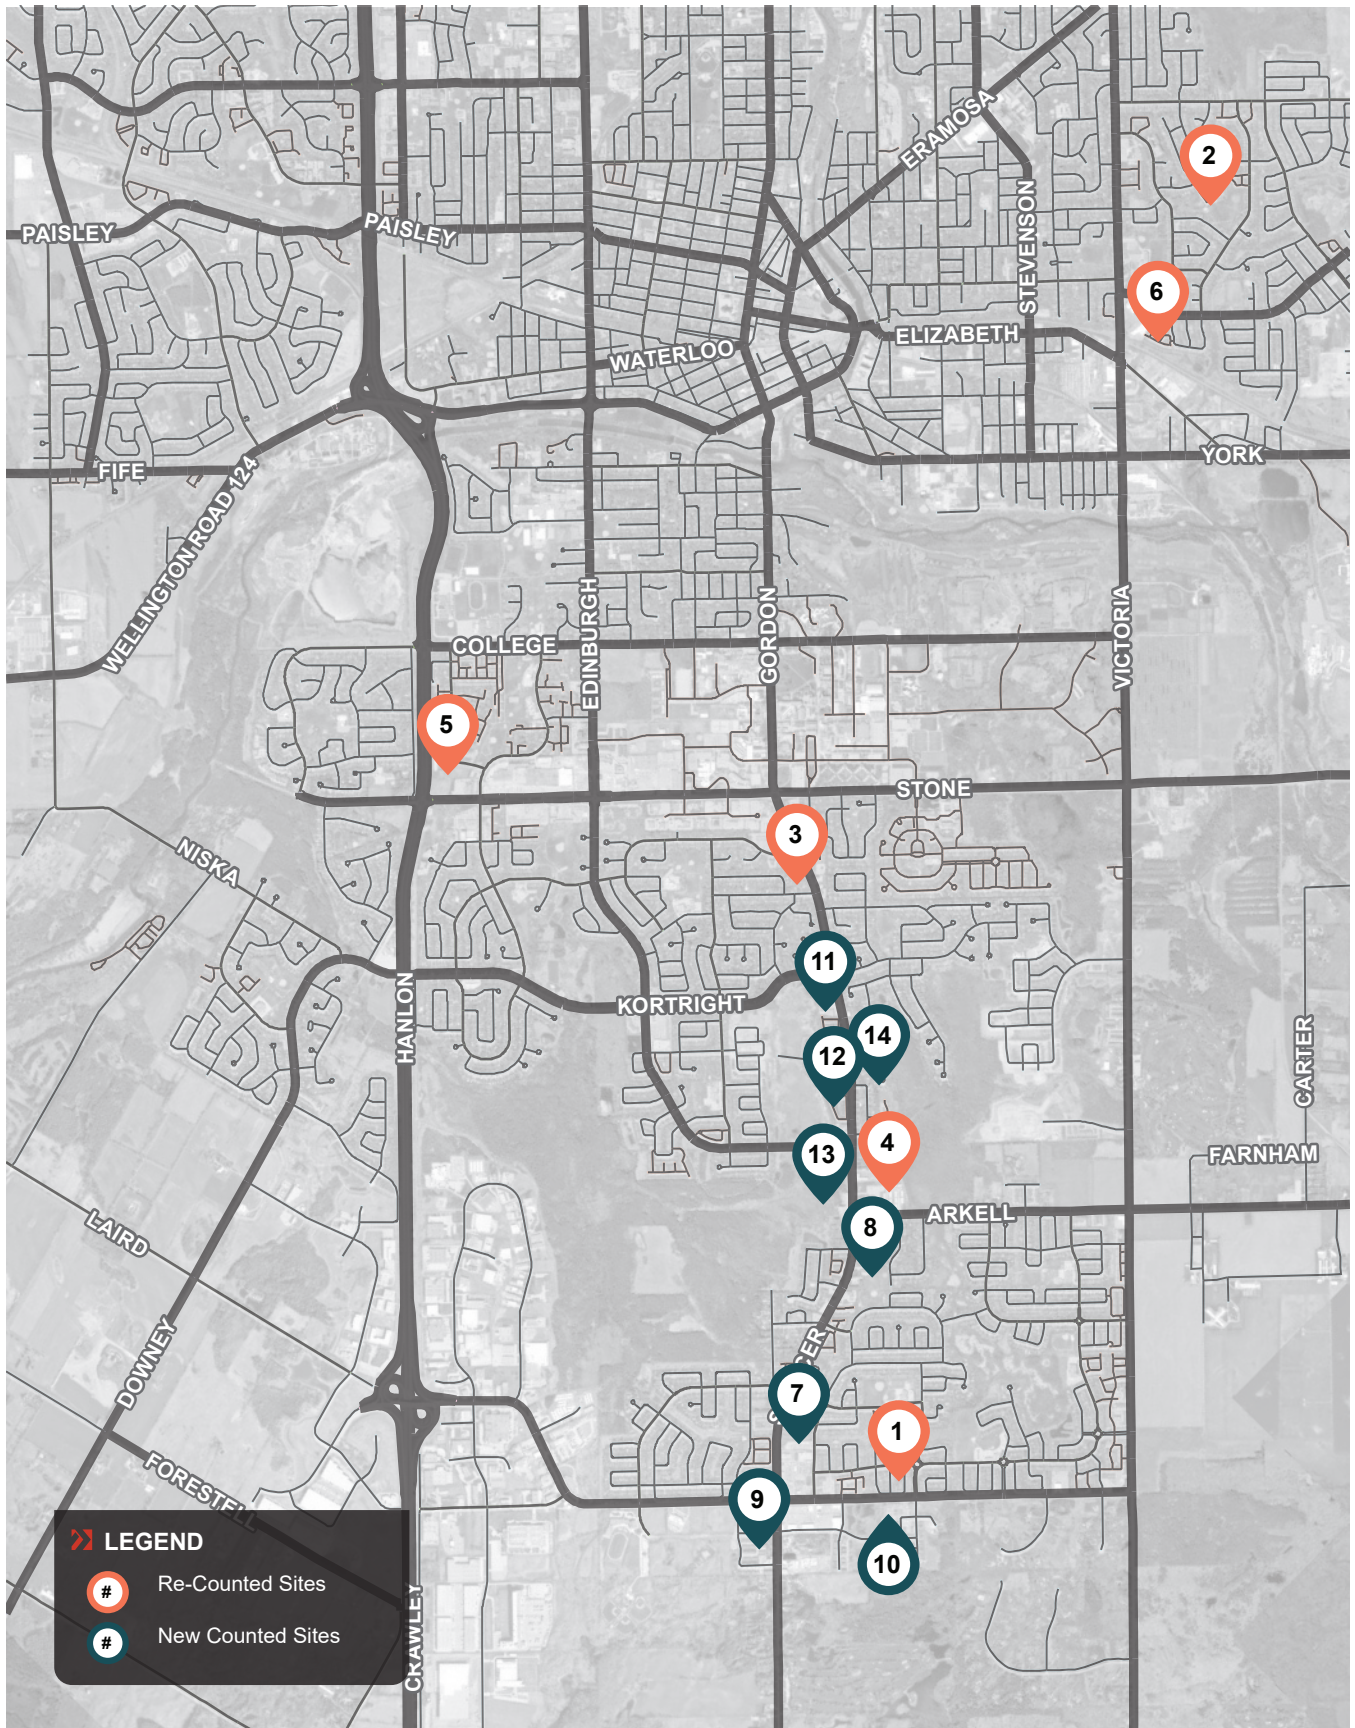 ERAMOSA
2
STEVENSON
PAISLEY
PAISLEY
6
ELIZABETH
WATERLOO
YORK
FIFE
WELLINGTON ROAD 124
EDINBURGH
GORDON
VICTORIA
COLLEGE
5
STONE
3
NISKA
11
HANLON
KORTRIGHT
14
12
CARTER
4
13
FARNHAM
ARKELL
8
LAIRD
DOWNEY
7
1
FORESTELL
9
10
CRAWLEY
LEGEND
# Re-Counted Sites
# New Counted Sites